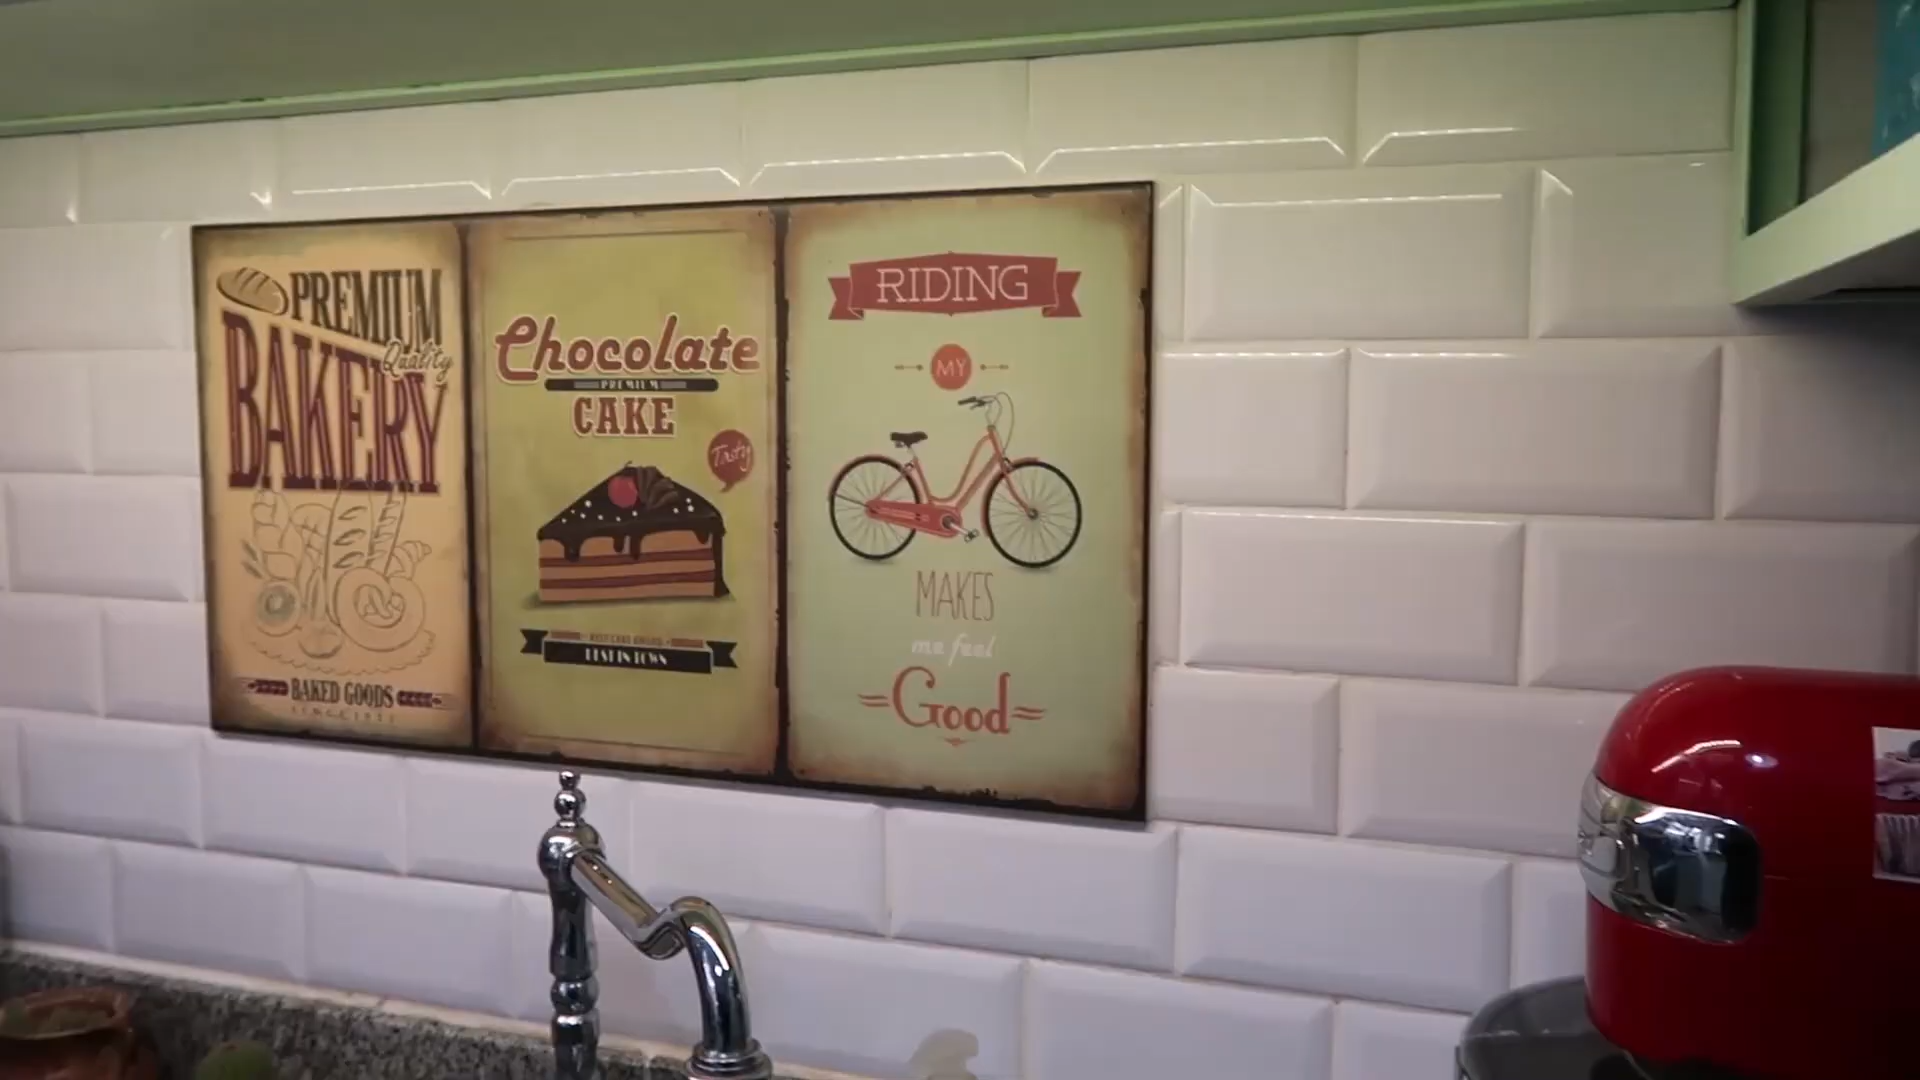 PREMIUM
Quality
BAKERY
BAKED GOODS
Chocolate
PREMIUM
CAKE
Tasty
BEST IN TOWN
RIDING
MY
MAKES
me feel
Good